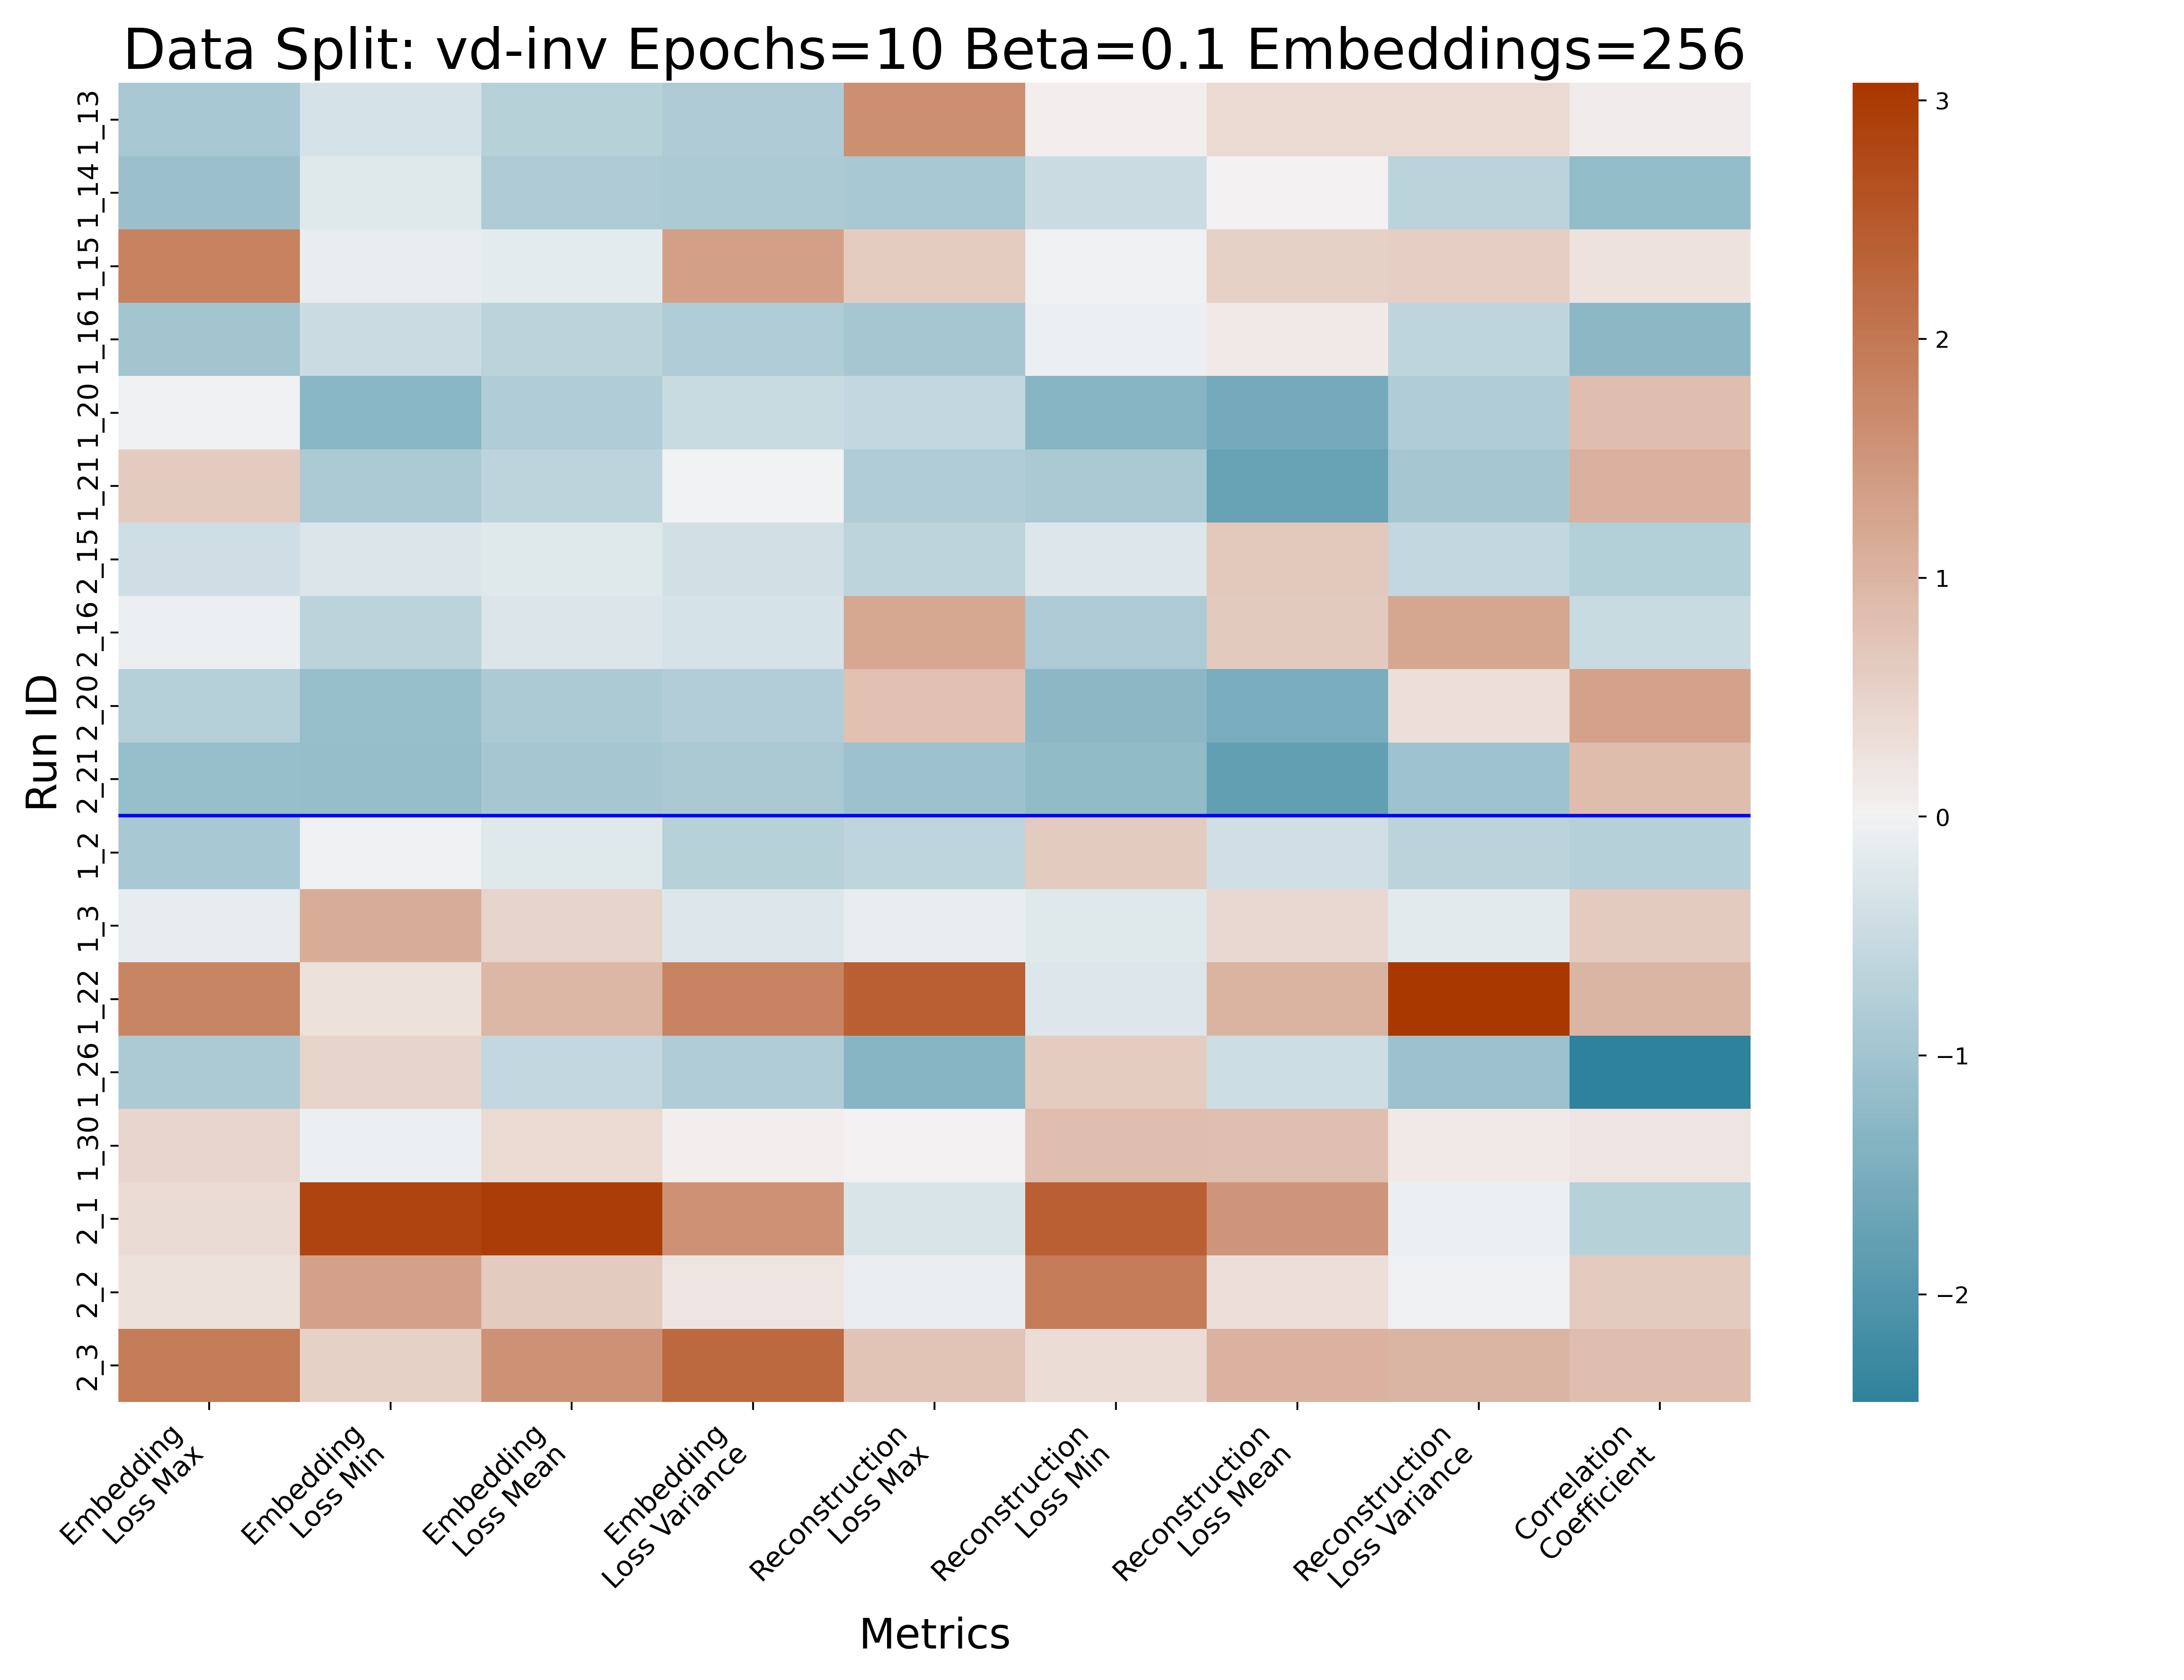 Data Split: vd-inv Epochs=10 Beta=0.1 Embeddings=256
Run ID
1_13
1_14
1_15
1_16
1_20
1_21
2_15
2_16
2_20
2_21
1_2
1_3
1_22
1_26
1_30
2_1
2_2
2_3
Embedding
Loss Max
Embedding
Loss Min
Embedding
Loss Mean
Embedding
Loss Variance
Reconstruction
Loss Max
Reconstruction
Loss Min
Reconstruction
Loss Mean
Reconstruction
Loss Variance
Correlation
Coefficient
Metrics
3
2
1
0
−1
−2